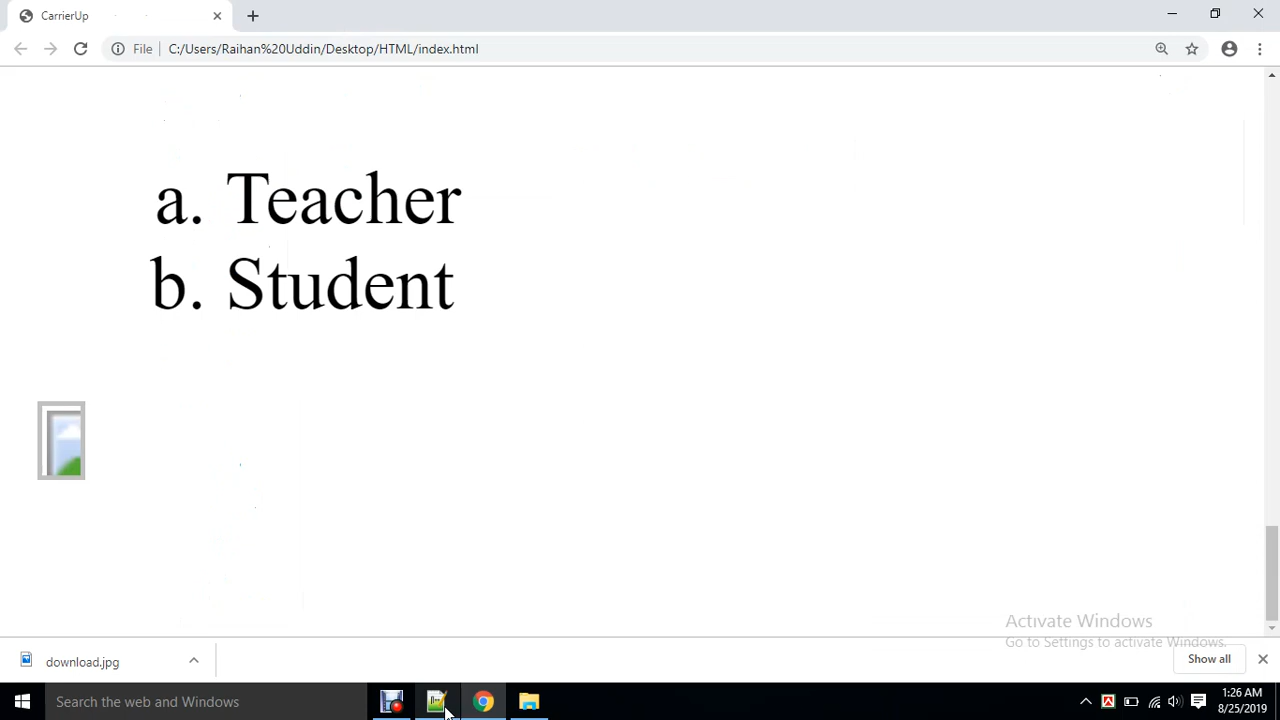 CarrierUp
File
C:/Users/Raihan%20Uddin/Desktop/HTML/index.html
a. Teacher
b. Student
Activate Windows
Go to Settings to activate Windows.
download.jpg
Show all
Search the web and Windows
1:26 AM
8/25/2019